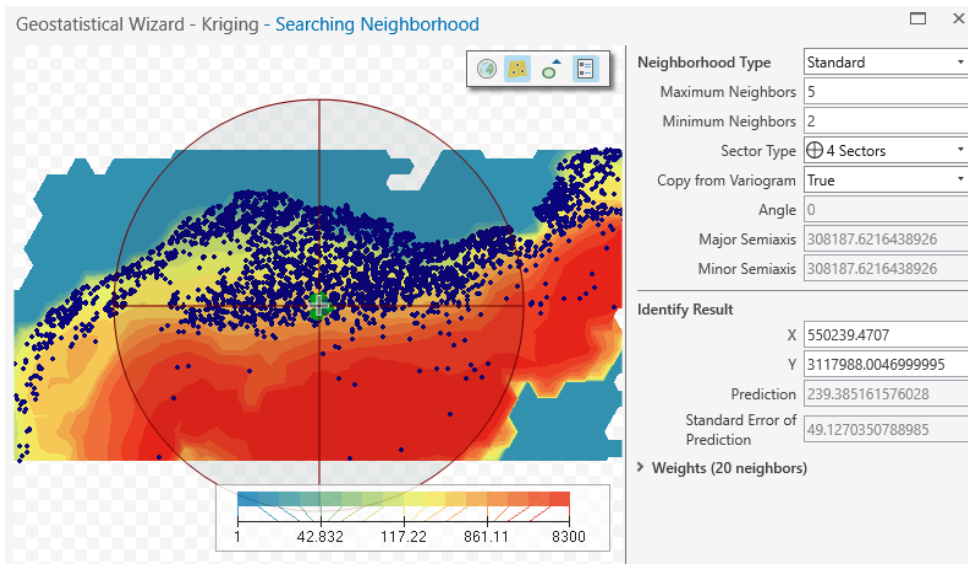 Geostatistical Wizard - Kriging - Searching Neighborhood
Neighborhood Type Standard
Maximum Neighbors 5
Minimum Neighbors 2
Sector Type 4 Sectors
Copy from Variogram True
Angle 0
Major Semiaxis 308187.6216438926
Minor Semiaxis 308187.6216438926
Identify Result
X 550239.4707
Y 3117988.0046999995
Prediction 239.385161576028
Standard Error of
Prediction 49.1270350788985
Weights (20 neighbors)
1 42.832 117.22 861.11 8300